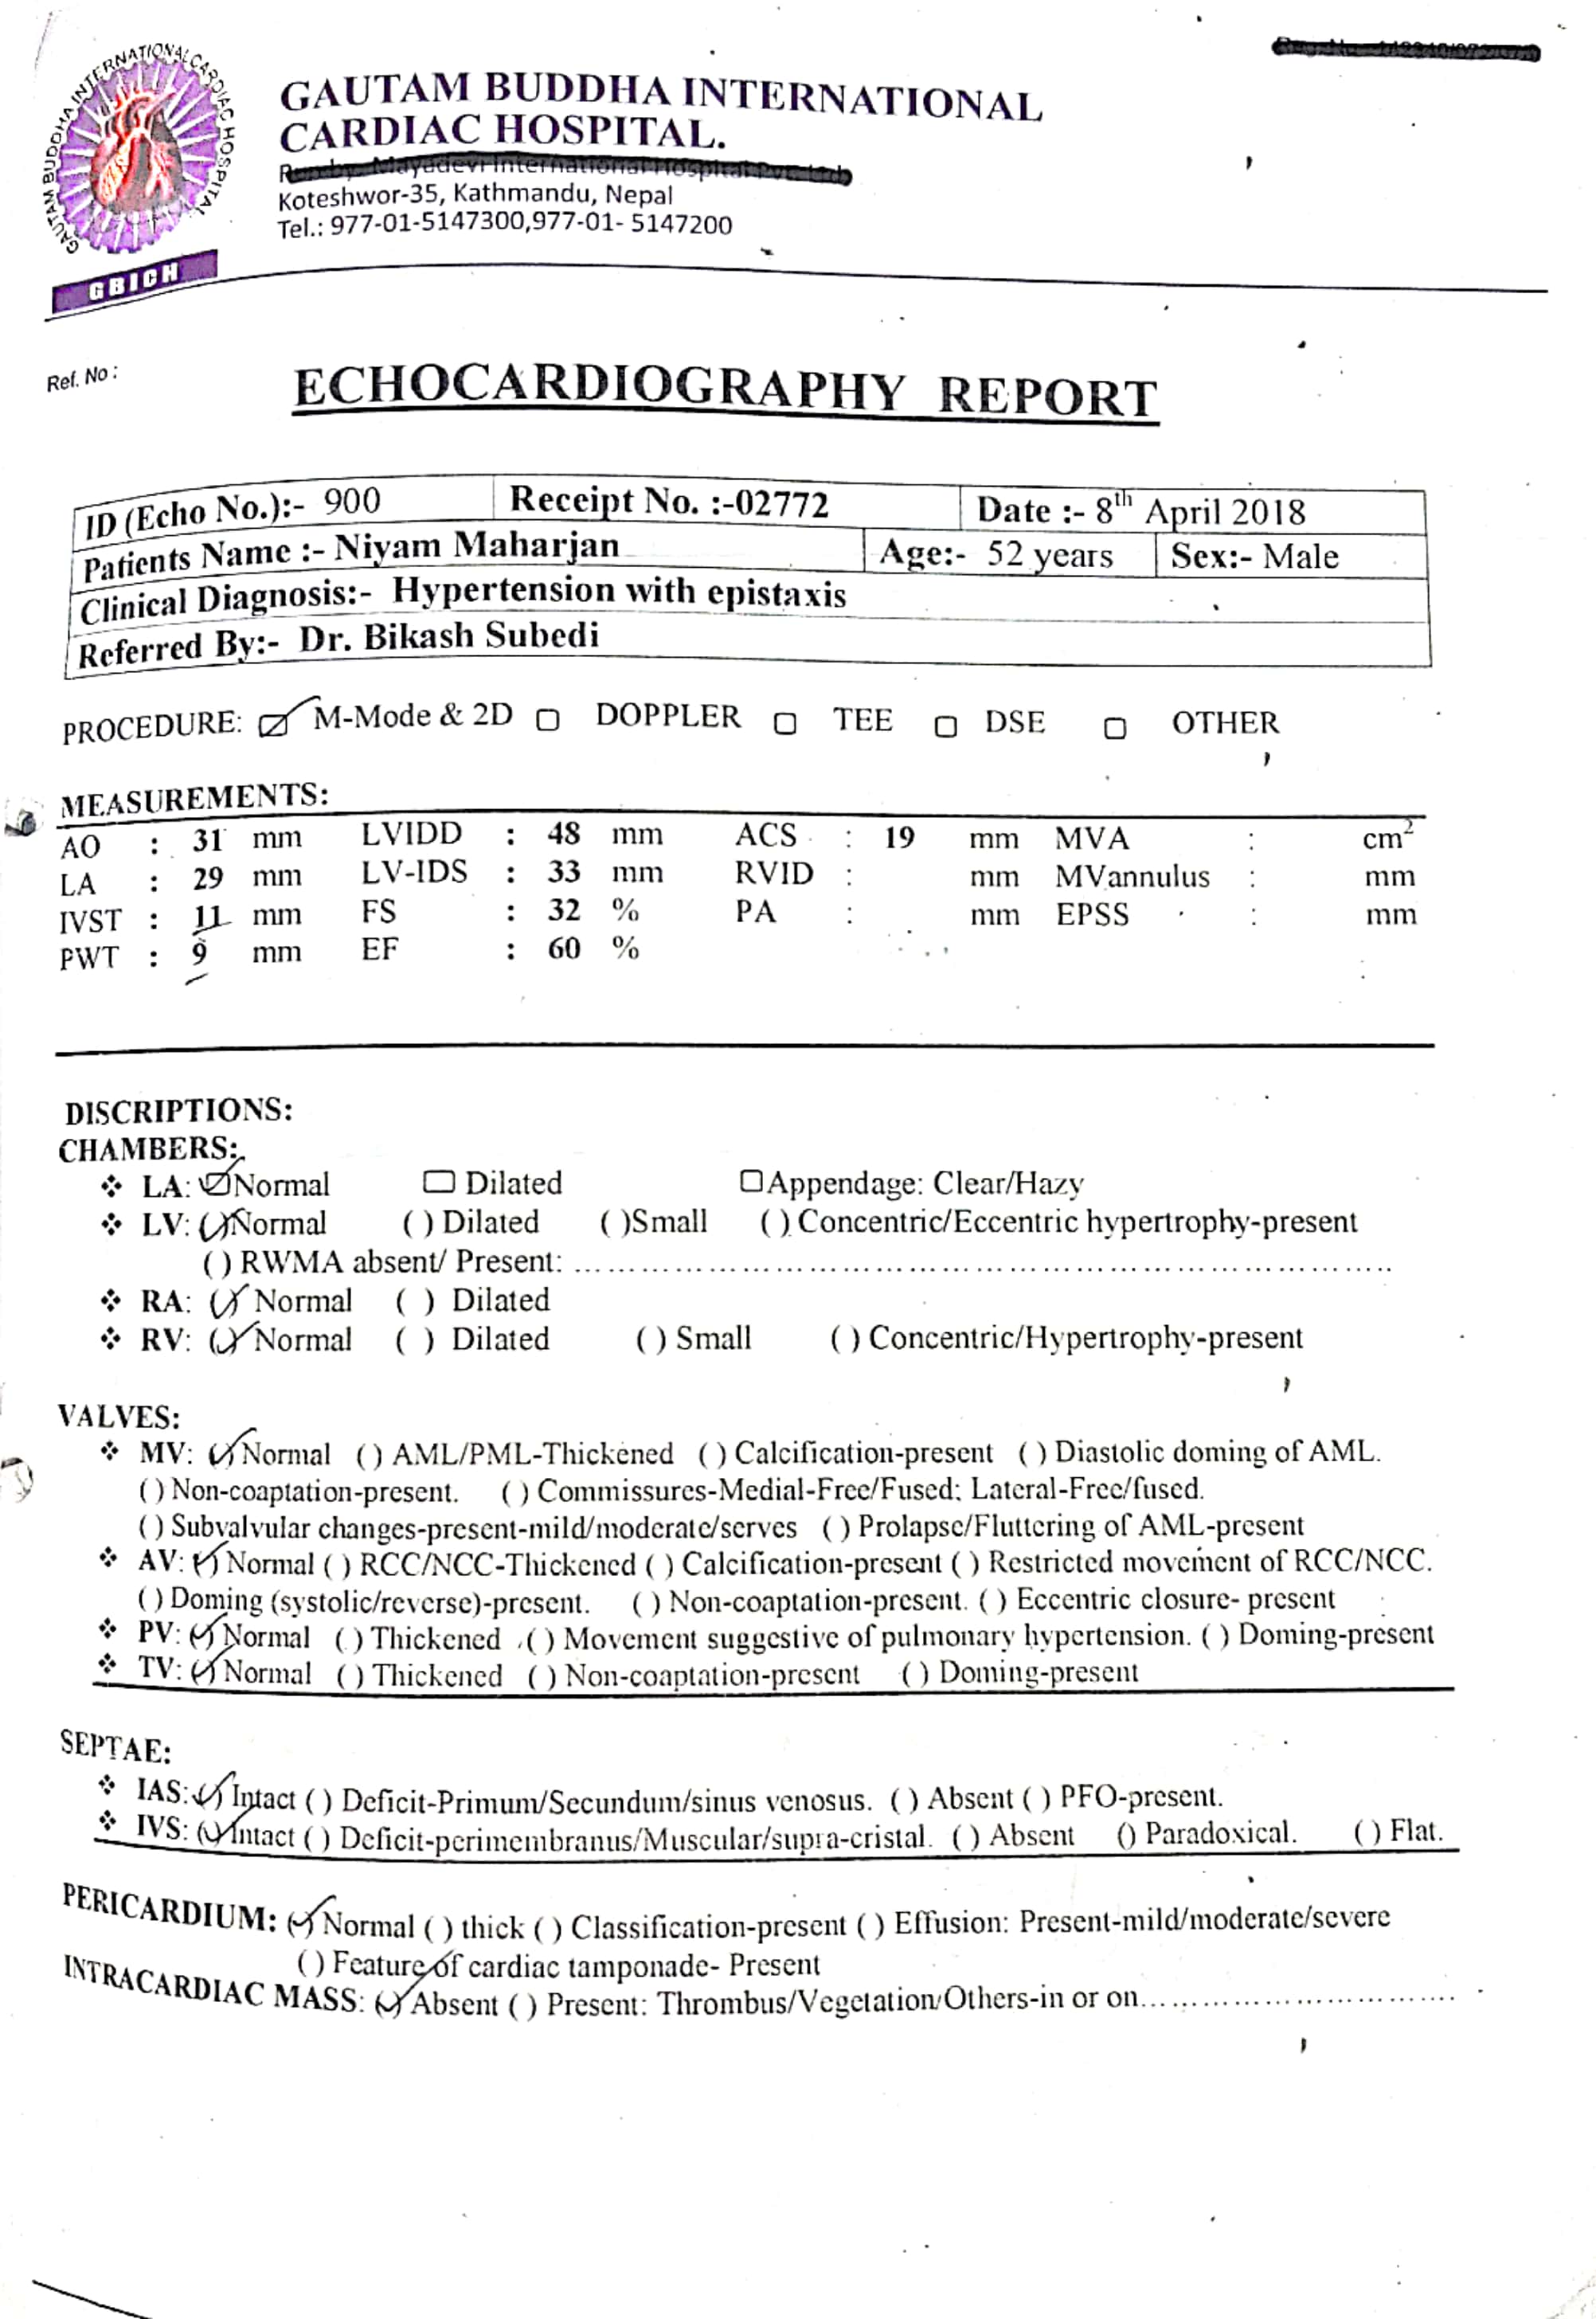 GAUTAM BUDDHA INTERNATIONAL CARDIAC HOSPITAL
GBICH
GAUTAM BUDDHA INTERNATIONAL
CARDIAC HOSPITAL.
Mayadevi International Hospital
Koteshwor-35, Kathmandu, Nepal
Tel.: 977-01-5147300,977-01- 5147200
Ref. No :
ECHOCARDIOGRAPHY REPORT
ID (Echo No.):- 900 Receipt No. :-02772 Date :- 8th April 2018
Patients Name :- Niyam Maharjan Age:- 52 years Sex:- Male
Clinical Diagnosis:- Hypertension with epistaxis
Referred By:- Dr. Bikash Subedi
PROCEDURE: ☑ M-Mode & 2D ☐ DOPPLER ☐ TEE ☐ DSE ☐ OTHER
MEASUREMENTS:
AO : 31 mm LVIDD : 48 mm ACS : 19 mm MVA : cm2
LA : 29 mm LV-IDS : 33 mm RVID : mm MVannulus : mm
IVST : 11 mm FS : 32 % PA : mm EPSS : mm
PWT : 9 mm EF : 60 %
DISCRIPTIONS:
CHAMBERS:
❖ LA: ☑Normal ☐ Dilated ☐Appendage: Clear/Hazy
❖ LV: (✓)Normal ( ) Dilated ( )Small ( ) Concentric/Eccentric hypertrophy-present
( ) RWMA absent/ Present: ..............................
❖ RA: (✓) Normal ( ) Dilated
❖ RV: (✓) Normal ( ) Dilated ( ) Small ( ) Concentric/Hypertrophy-present
VALVES:
❖ MV: (✓)Normal ( ) AML/PML-Thickened ( ) Calcification-present ( ) Diastolic doming of AML.
( ) Non-coaptation-present. ( ) Commissures-Medial-Free/Fused: Lateral-Free/fused.
( ) Subvalvular changes-present-mild/moderate/serves ( ) Prolapse/Fluttering of AML-present
❖ AV: (✓) Normal ( ) RCC/NCC-Thickened ( ) Calcification-present ( ) Restricted movement of RCC/NCC.
( ) Doming (systolic/reverse)-present. ( ) Non-coaptation-present. ( ) Eccentric closure- present
❖ PV: (✓) Normal ( ) Thickened ( ) Movement suggestive of pulmonary hypertension. ( ) Doming-present
❖ TV: (✓) Normal ( ) Thickened ( ) Non-coaptation-present ( ) Doming-present
SEPTAE:
❖ IAS: (✓) Intact ( ) Deficit-Primum/Secundum/sinus venosus. ( ) Absent ( ) PFO-present.
❖ IVS: (✓) Intact ( ) Deficit-perimembranus/Muscular/supra-cristal. ( ) Absent () Paradoxical. ( ) Flat.
PERICARDIUM: (✓) Normal ( ) thick ( ) Classification-present ( ) Effusion: Present-mild/moderate/severe
( ) Feature of cardiac tamponade- Present
INTRACARDIAC MASS: (✓) Absent ( ) Present: Thrombus/Vegetation/Others-in or on..............................